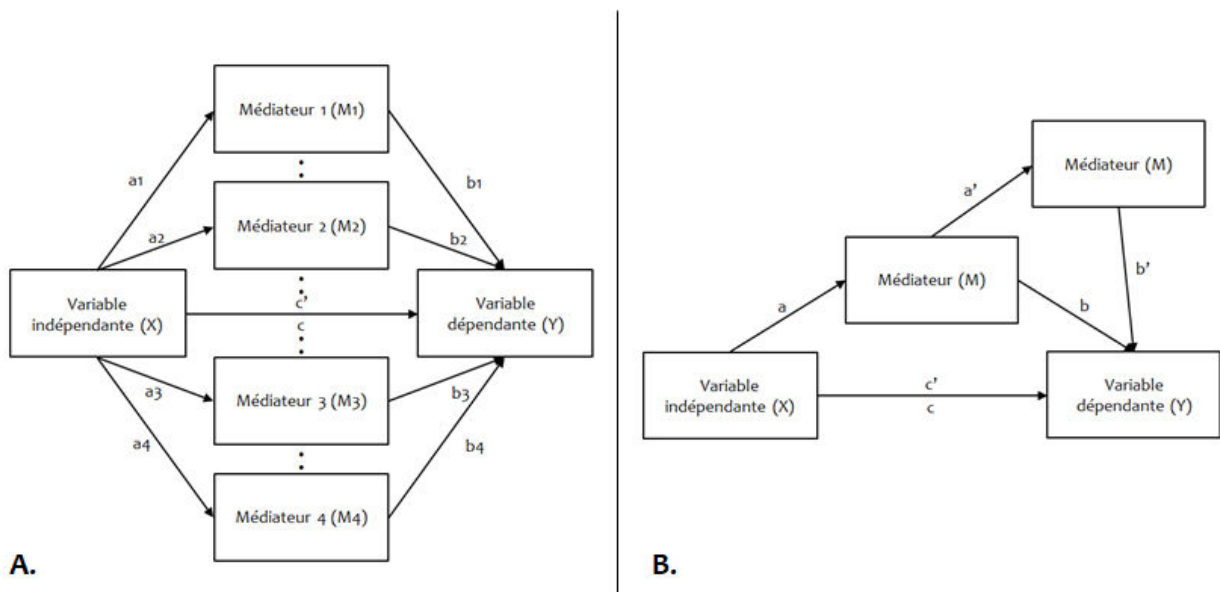 Médiateur 1 (M1)
a1
b1
Médiateur 2 (M2)
a2
b2
Variable
indépendante (X)
c’
c
Variable
dépendante (Y)
a3
Médiateur 3 (M3)
b3
a4
b4
Médiateur 4 (M4)
A.
Médiateur (M)
a’
Médiateur (M)
b’
a
b
Variable
indépendante (X)
c’
c
Variable
dépendante (Y)
B.